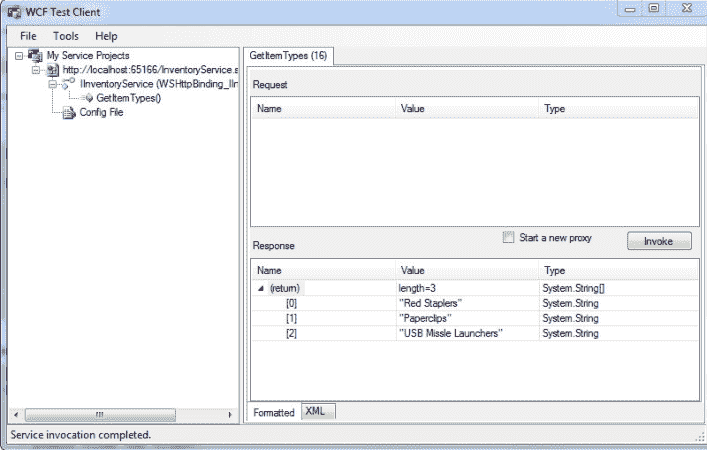 WCF Test Client
File Tools Help
My Service Projects
http://localhost:65166/InventoryService.s
IInventoryService (WSHttpBinding_IIn
GetItemTypes()
Config File
GetItemTypes (16)
Request
Name Value Type
Start a new proxy Invoke
Response
Name Value Type
(return) length=3 System.String[]
[0] "Red Staplers" System.String
[1] "Paperclips" System.String
[2] "USB Missle Launchers" System.String
Formatted XML
Service invocation completed.